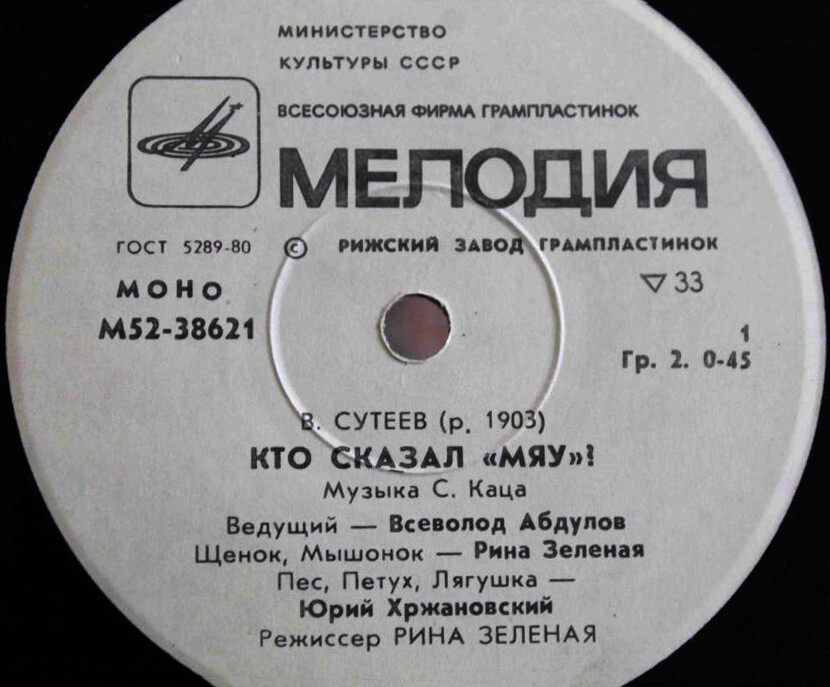 МИНИСТЕРСТВО
КУЛЬТУРЫ СССР
ВСЕСОЮЗНАЯ ФИРМА ГРАМПЛАСТИНОК
МЕЛОДИЯ
ГОСТ 5289-80 © РИЖСКИЙ ЗАВОД ГРАМПЛАСТИНОК
МОНО ▽ 33
М52-38621 1
Гр. 2. 0-45
В. СУТЕЕВ (р. 1903)
КТО СКАЗАЛ «МЯУ»?
Музыка С. Каца
Ведущий — Всеволод Абдулов
Щенок, Мышонок — Рина Зеленая
Пес, Петух, Лягушка —
Юрий Хржановский
Режиссер РИНА ЗЕЛЕНАЯ